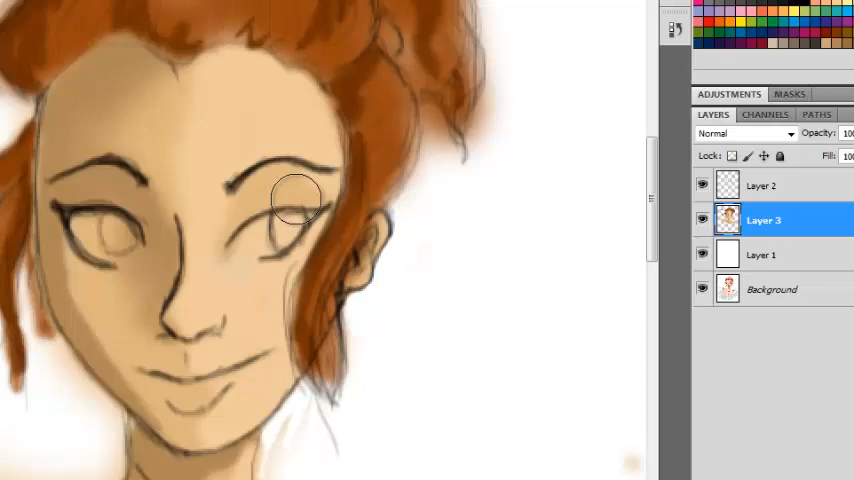 ADJUSTMENTS MASKS
LAYERS CHANNELS PATHS
Normal Opacity: 100
Lock: Fill: 100
Layer 2
Layer 3
Layer 1
Background